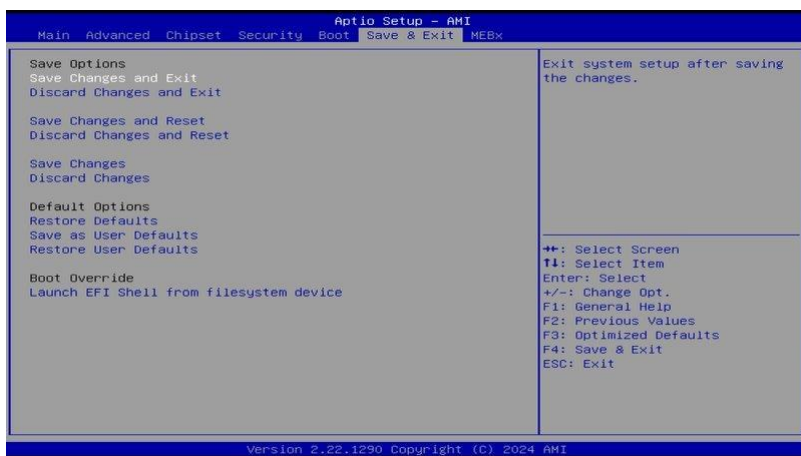 Aptio Setup – AMI
Main Advanced Chipset Security Boot Save & Exit MEBx
Save Options
Save Changes and Exit
Discard Changes and Exit
Save Changes and Reset
Discard Changes and Reset
Save Changes
Discard Changes
Default Options
Restore Defaults
Save as User Defaults
Restore User Defaults
Boot Override
Launch EFI Shell from filesystem device
Exit system setup after saving
the changes.
→←: Select Screen
↑↓: Select Item
Enter: Select
+/-: Change Opt.
F1: General Help
F2: Previous Values
F3: Optimized Defaults
F4: Save & Exit
ESC: Exit
Version 2.22.1290 Copyright (C) 2024 AMI